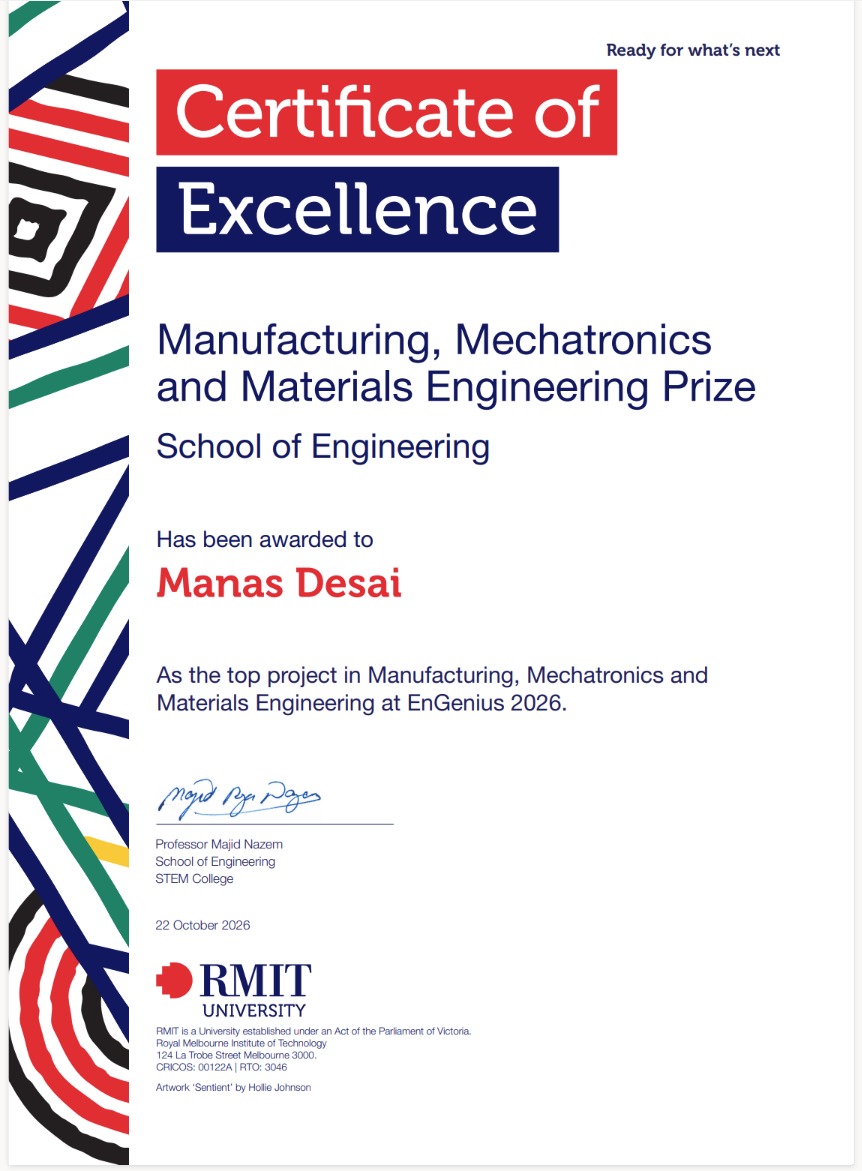 Ready for what's next
Certificate of
Excellence
Manufacturing, Mechatronics
and Materials Engineering Prize
School of Engineering
Has been awarded to
Manas Desai
As the top project in Manufacturing, Mechatronics and
Materials Engineering at EnGenius 2026.
Professor Majid Nazem
School of Engineering
STEM College
22 October 2026
RMIT
UNIVERSITY
RMIT is a University established under an Act of the Parliament of Victoria.
Royal Melbourne Institute of Technology
124 La Trobe Street Melbourne 3000.
CRICOS: 00122A | RTO: 3046
Artwork 'Sentient' by Hollie Johnson